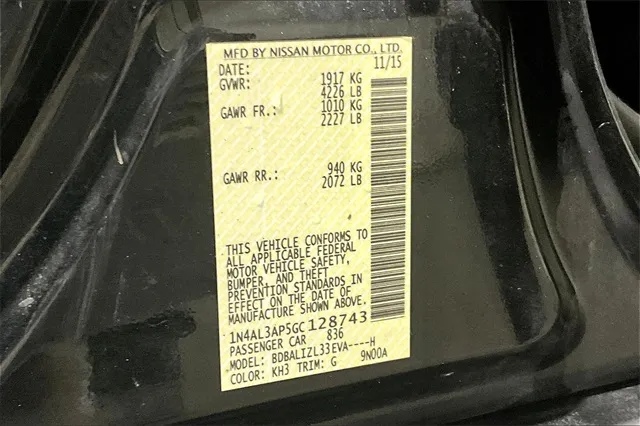 MFD BY NISSAN MOTOR CO., LTD.
DATE: 11/15
GVWR: 1917 KG
4226 LB
GAWR FR.: 1010 KG
2227 LB
GAWR RR.: 940 KG
2072 LB
THIS VEHICLE CONFORMS TO
ALL APPLICABLE FEDERAL
MOTOR VEHICLE SAFETY,
BUMPER, AND THEFT
PREVENTION STANDARDS IN
EFFECT ON THE DATE OF
MANUFACTURE SHOWN ABOVE.
1N4AL3AP5GC128743
PASSENGER CAR 836
MODEL: BDBALIZL33EVA----H
COLOR: KH3 TRIM: G 9N00A